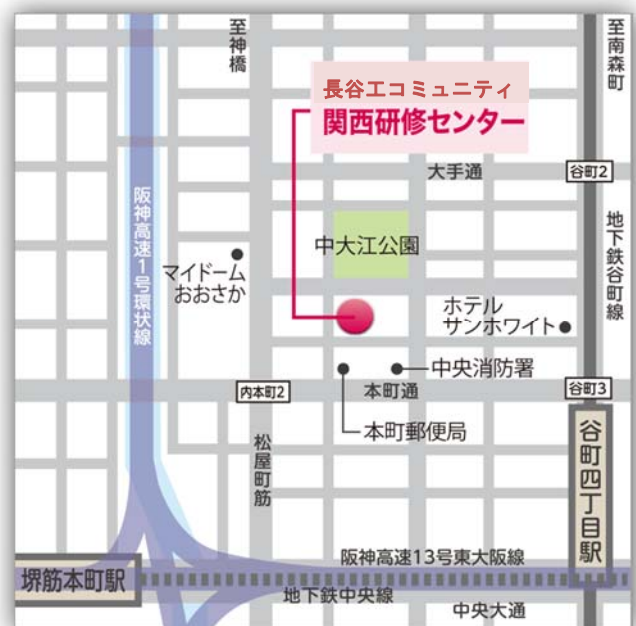 至神橋
至南森町
長谷工コミュニティ
関西研修センター
大手通
谷町2
阪神高速1号環状線
中大江公園
地下鉄谷町線
マイドーム
おおさか
ホテル
サンホワイト
中央消防署
内本町2
本町通
谷町3
本町郵便局
松屋町筋
谷町四丁目駅
阪神高速13号東大阪線
堺筋本町駅
地下鉄中央線
中央大通